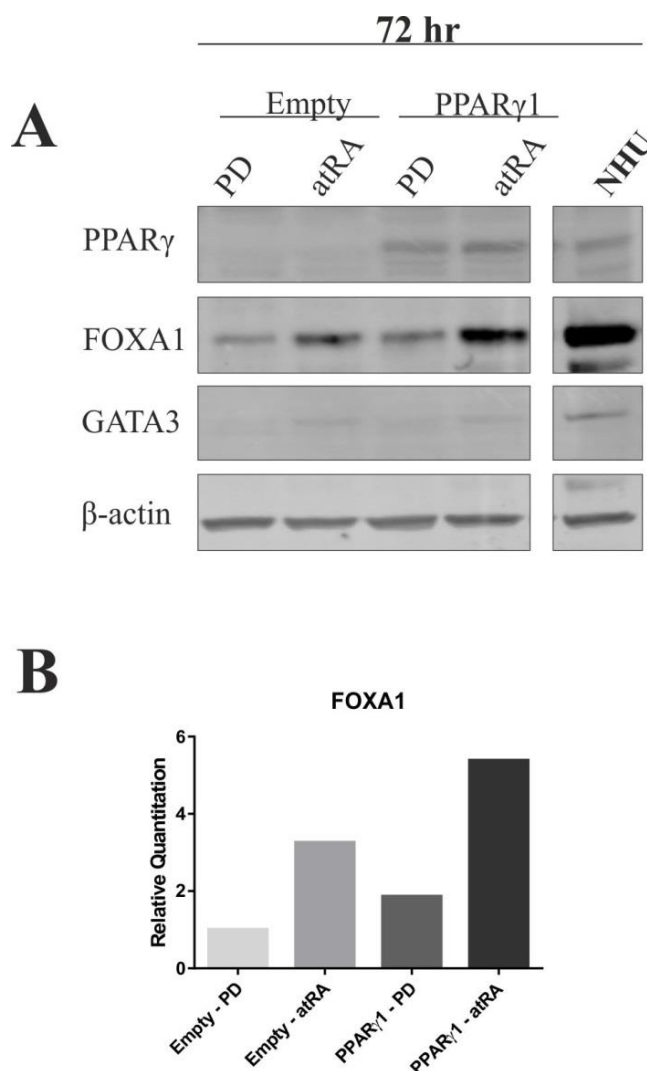 72 hr
A
Empty PPARγ1
PD atRA PD atRA NHU
PPARγ
FOXA1
GATA3
β-actin
B
FOXA1
Relative Quantitation
6
4
2
0
Empty - PD
Empty - atRA
PPARγ1 - PD
PPARγ1 - atRA